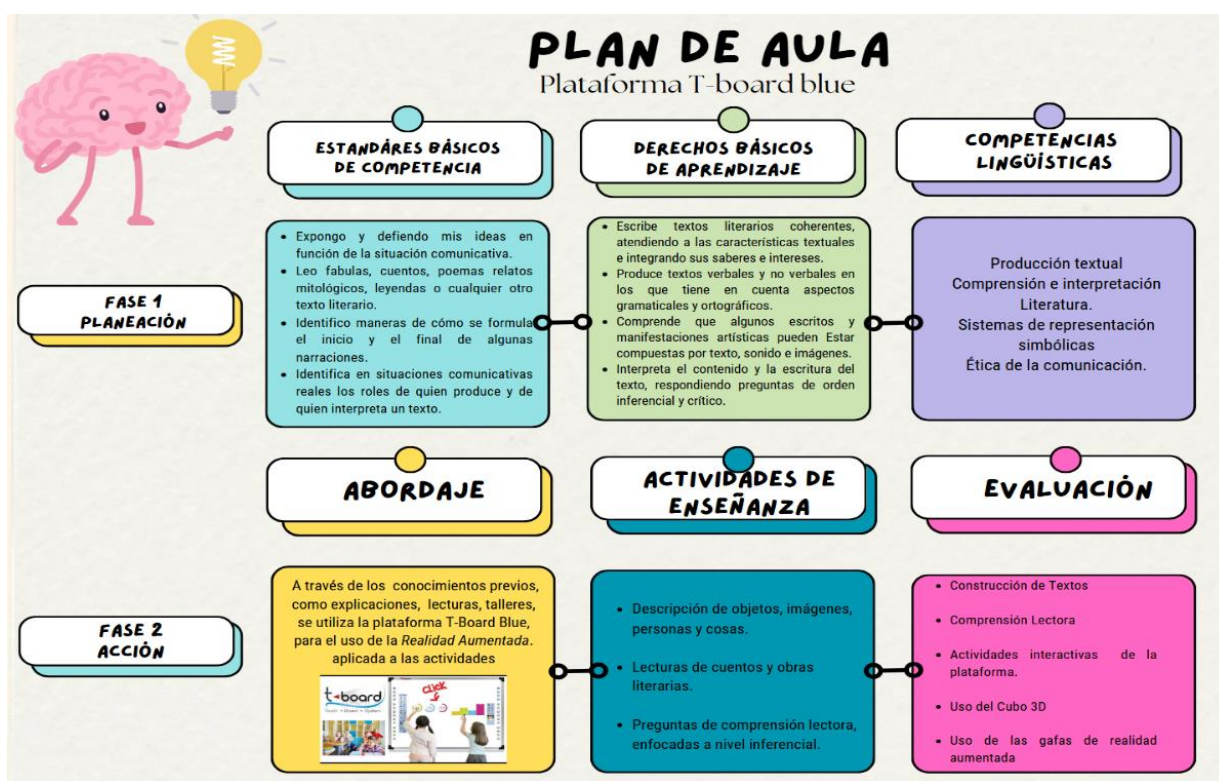 PLAN DE AULA
Plataforma T-board blue
ESTANDÁRES BÁSICOS
DE COMPETENCIA
DERECHOS BÁSICOS
DE APRENDIZAJE
COMPETENCIAS
LINGÜÍSTICAS
FASE 1
PLANEACIÓN
• Expongo y defiendo mis ideas en
función de la situación comunicativa.
• Leo fabulas, cuentos, poemas relatos
mitológicos, leyendas o cualquier otro
texto literario.
• Identifico maneras de cómo se formula
el inicio y el final de algunas
narraciones.
• Identifica en situaciones comunicativas
reales los roles de quien produce y de
quien interpreta un texto.
• Escribe textos literarios coherentes,
atendiendo a las características textuales
e integrando sus saberes e intereses.
• Produce textos verbales y no verbales en
los que tiene en cuenta aspectos
gramaticales y ortográficos.
• Comprende que algunos escritos y
manifestaciones artísticas pueden Estar
compuestas por texto, sonido e imágenes.
• Interpreta el contenido y la escritura del
texto, respondiendo preguntas de orden
inferencial y crítico.
Producción textual
Comprensión e interpretación
Literatura.
Sistemas de representación
simbólicas
Ética de la comunicación.
ABORDAJE
ACTIVIDADES DE
ENSEÑANZA
EVALUACIÓN
FASE 2
ACCIÓN
A través de los conocimientos previos,
como explicaciones, lecturas, talleres,
se utiliza la plataforma T-Board Blue,
para el uso de la Realidad Aumentada.
aplicada a las actividades
t-board
CLICK
• Descripción de objetos, imágenes,
personas y cosas.
• Lecturas de cuentos y obras
literarias.
• Preguntas de comprensión lectora,
enfocadas a nivel inferencial.
• Construcción de Textos
• Comprensión Lectora
• Actividades interactivas de la
plataforma.
• Uso del Cubo 3D
• Uso de las gafas de realidad
aumentada